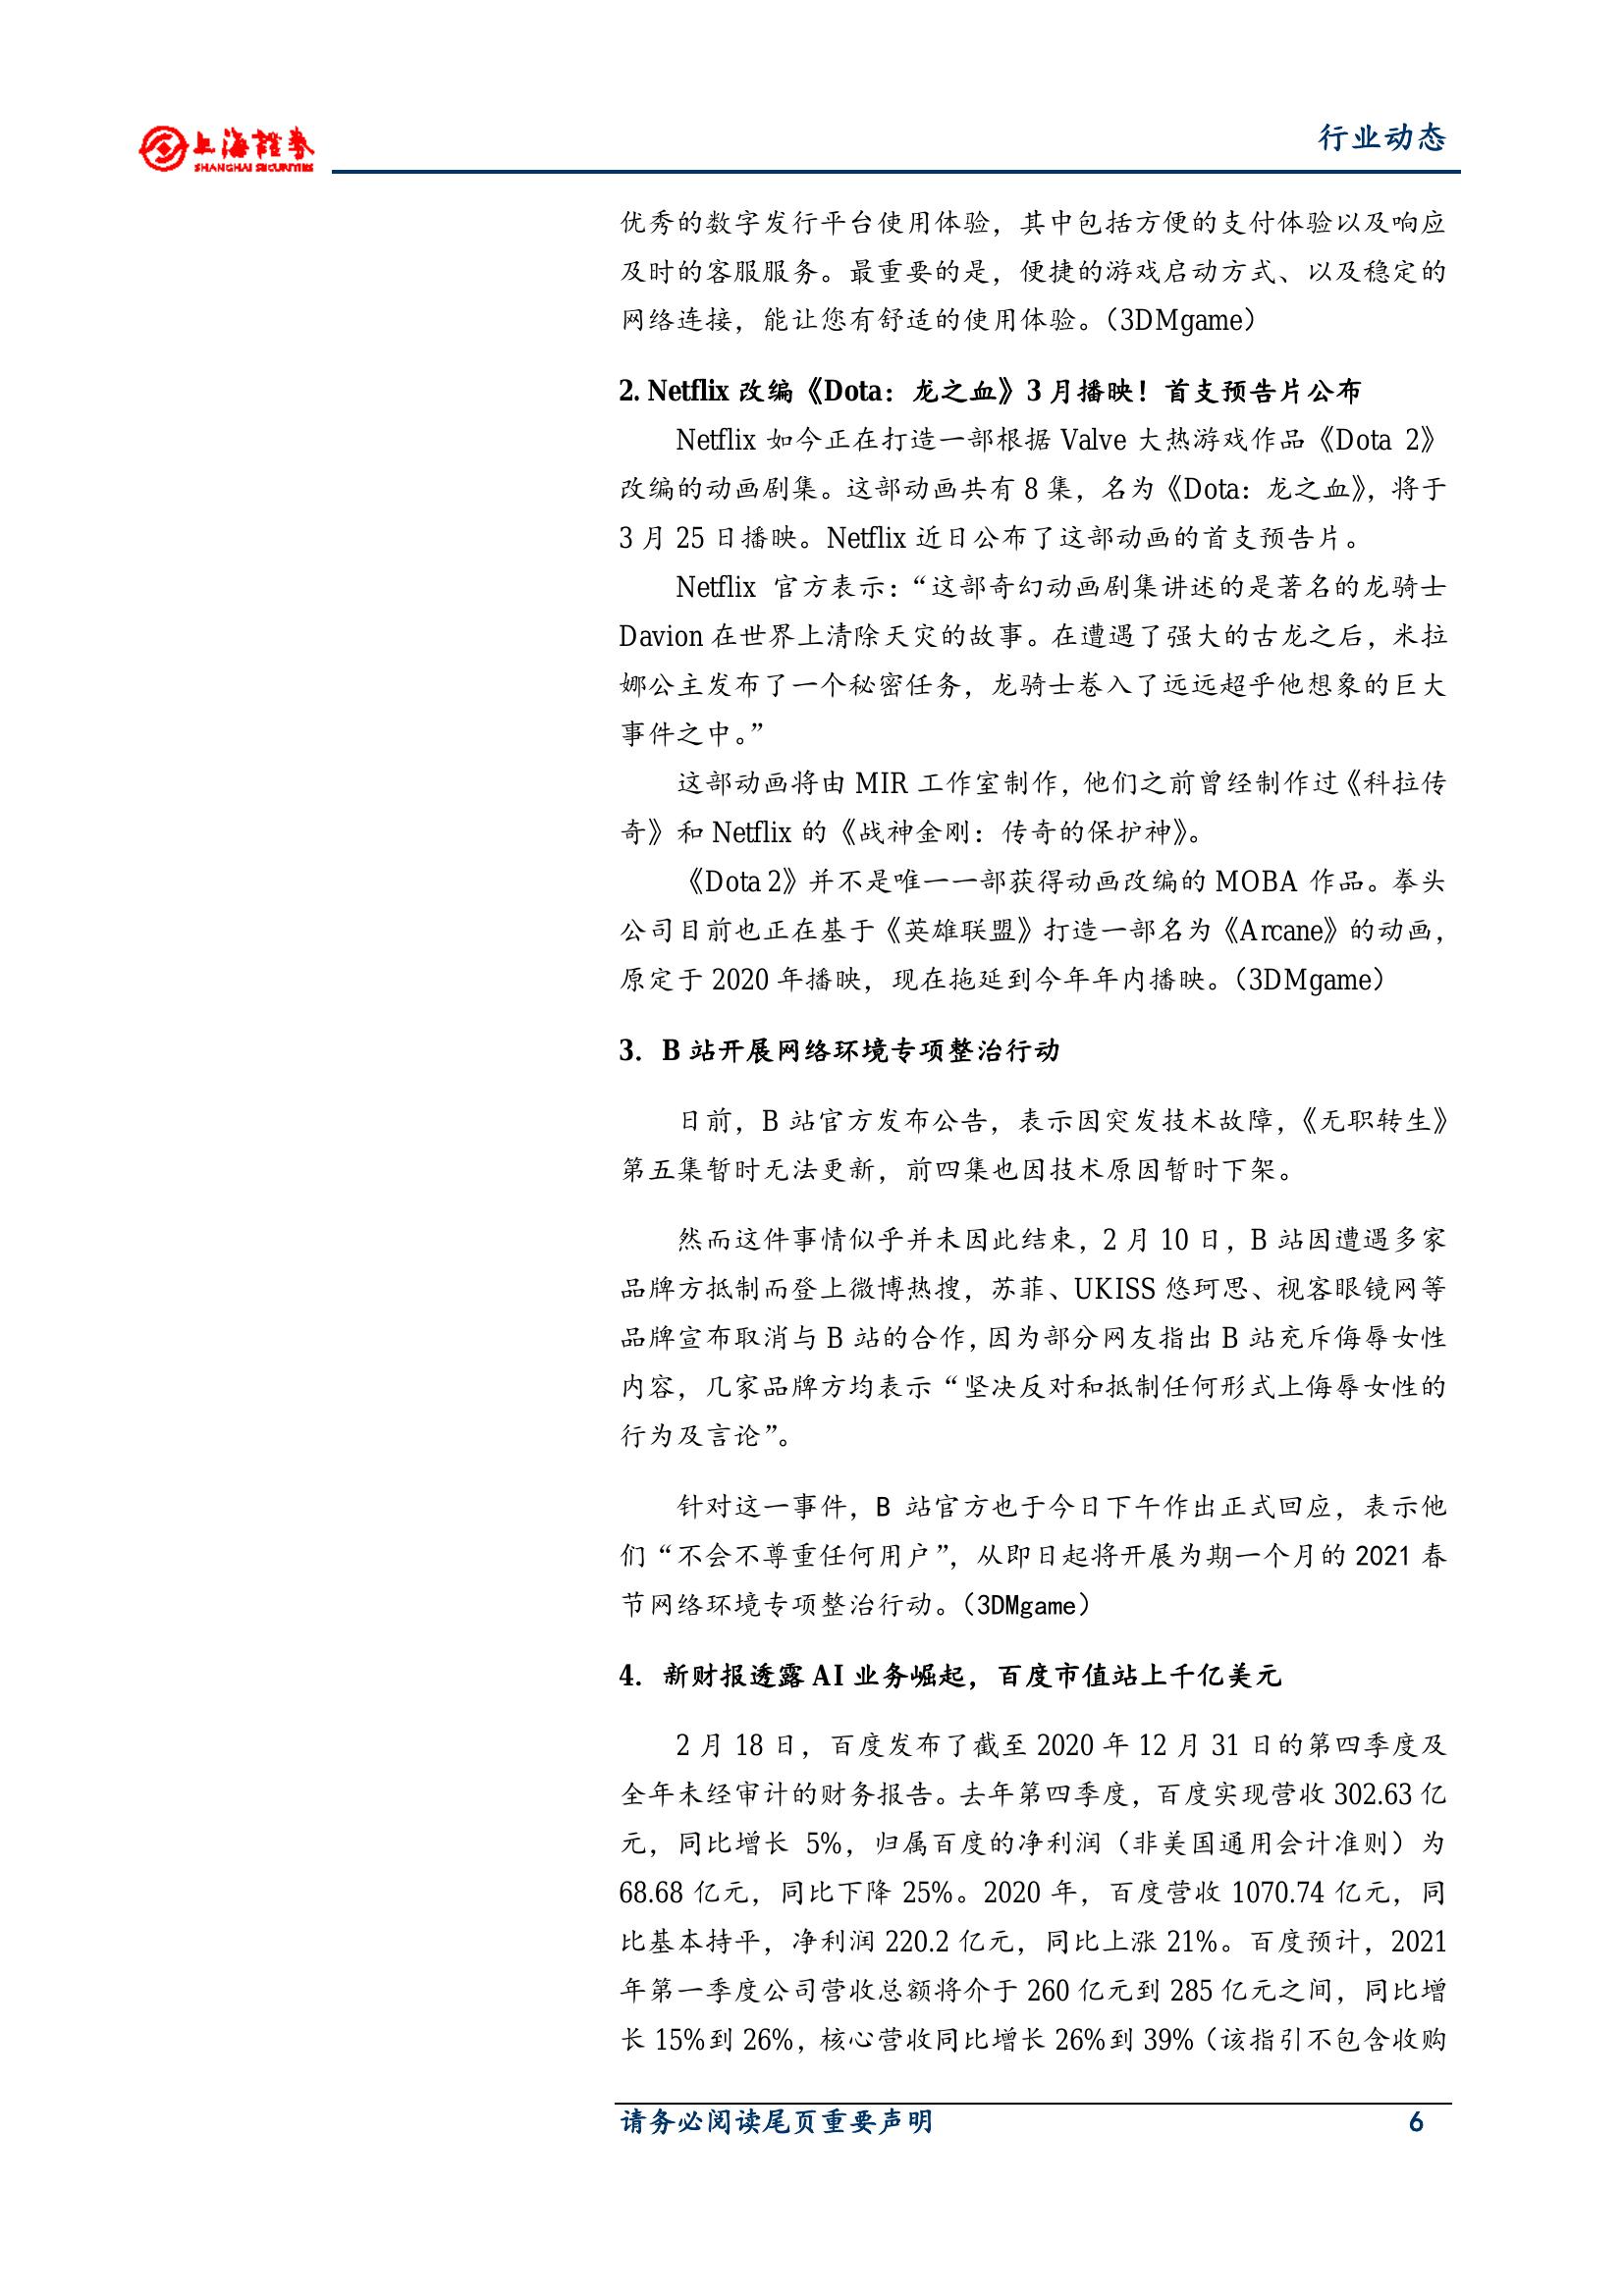 上海證券
SHANGHAI SECURITIES
行业动态
优秀的数字发行平台使用体验，其中包括方便的支付体验以及响应
及时的客服服务。最重要的是，便捷的游戏启动方式、以及稳定的
网络连接，能让您有舒适的使用体验。（3DMgame）
2. Netflix 改编《Dota：龙之血》3 月播映！首支预告片公布
Netflix 如今正在打造一部根据 Valve 大热游戏作品《Dota 2》
改编的动画剧集。这部动画共有 8 集，名为《Dota：龙之血》，将于
3 月 25 日播映。Netflix 近日公布了这部动画的首支预告片。
Netflix 官方表示：“这部奇幻动画剧集讲述的是著名的龙骑士
Davion 在世界上清除天灾的故事。在遭遇了强大的古龙之后，米拉
娜公主发布了一个秘密任务，龙骑士卷入了远远超乎他想象的巨大
事件之中。”
这部动画将由 MIR 工作室制作，他们之前曾经制作过《科拉传
奇》和 Netflix 的《战神金刚：传奇的保护神》。
《Dota 2》并不是唯一一部获得动画改编的 MOBA 作品。拳头
公司目前也正在基于《英雄联盟》打造一部名为《Arcane》的动画，
原定于 2020 年播映，现在拖延到今年年内播映。（3DMgame）
3. B 站开展网络环境专项整治行动
日前，B 站官方发布公告，表示因突发技术故障，《无职转生》
第五集暂时无法更新，前四集也因技术原因暂时下架。
然而这件事情似乎并未因此结束，2 月 10 日，B 站因遭遇多家
品牌方抵制而登上微博热搜，苏菲、UKISS 悠珂思、视客眼镜网等
品牌宣布取消与 B 站的合作，因为部分网友指出 B 站充斥侮辱女性
内容，几家品牌方均表示“坚决反对和抵制任何形式上侮辱女性的
行为及言论”。
针对这一事件，B 站官方也于今日下午作出正式回应，表示他
们“不会不尊重任何用户”，从即日起将开展为期一个月的 2021 春
节网络环境专项整治行动。（3DMgame）
4. 新财报透露 AI 业务崛起，百度市值站上千亿美元
2 月 18 日，百度发布了截至 2020 年 12 月 31 日的第四季度及
全年未经审计的财务报告。去年第四季度，百度实现营收 302.63 亿
元，同比增长 5%，归属百度的净利润（非美国通用会计准则）为
68.68 亿元，同比下降 25%。2020 年，百度营收 1070.74 亿元，同
比基本持平，净利润 220.2 亿元，同比上涨 21%。百度预计，2021
年第一季度公司营收总额将介于 260 亿元到 285 亿元之间，同比增
长 15%到 26%，核心营收同比增长 26%到 39%（该指引不包含收购
请务必阅读尾页重要声明 6